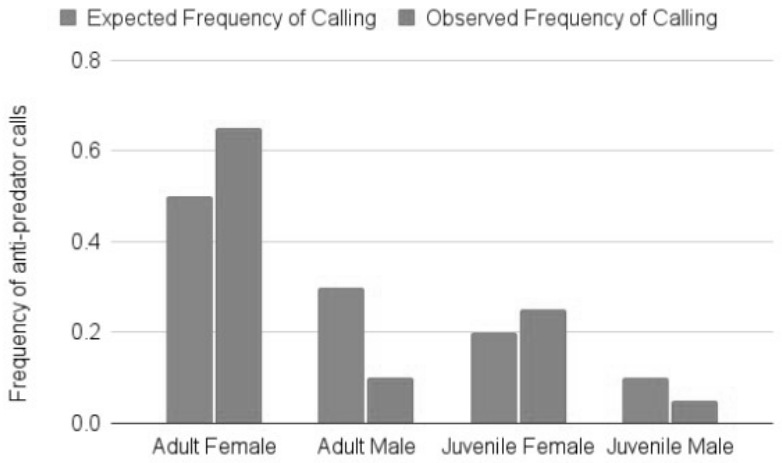 Expected Frequency of Calling Observed Frequency of Calling
Frequency of anti-predator calls
0.8
0.6
0.4
0.2
0.0
Adult Female Adult Male Juvenile Female Juvenile Male